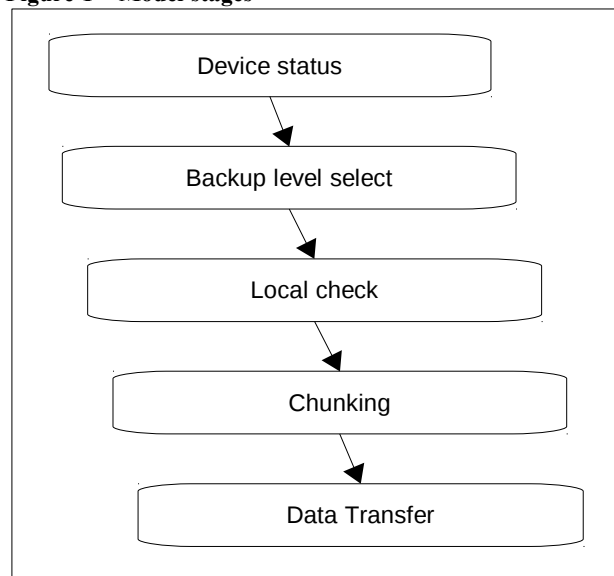 Figure 1 – Model stages
Device status
Backup level select
Local check
Chunking
Data Transfer